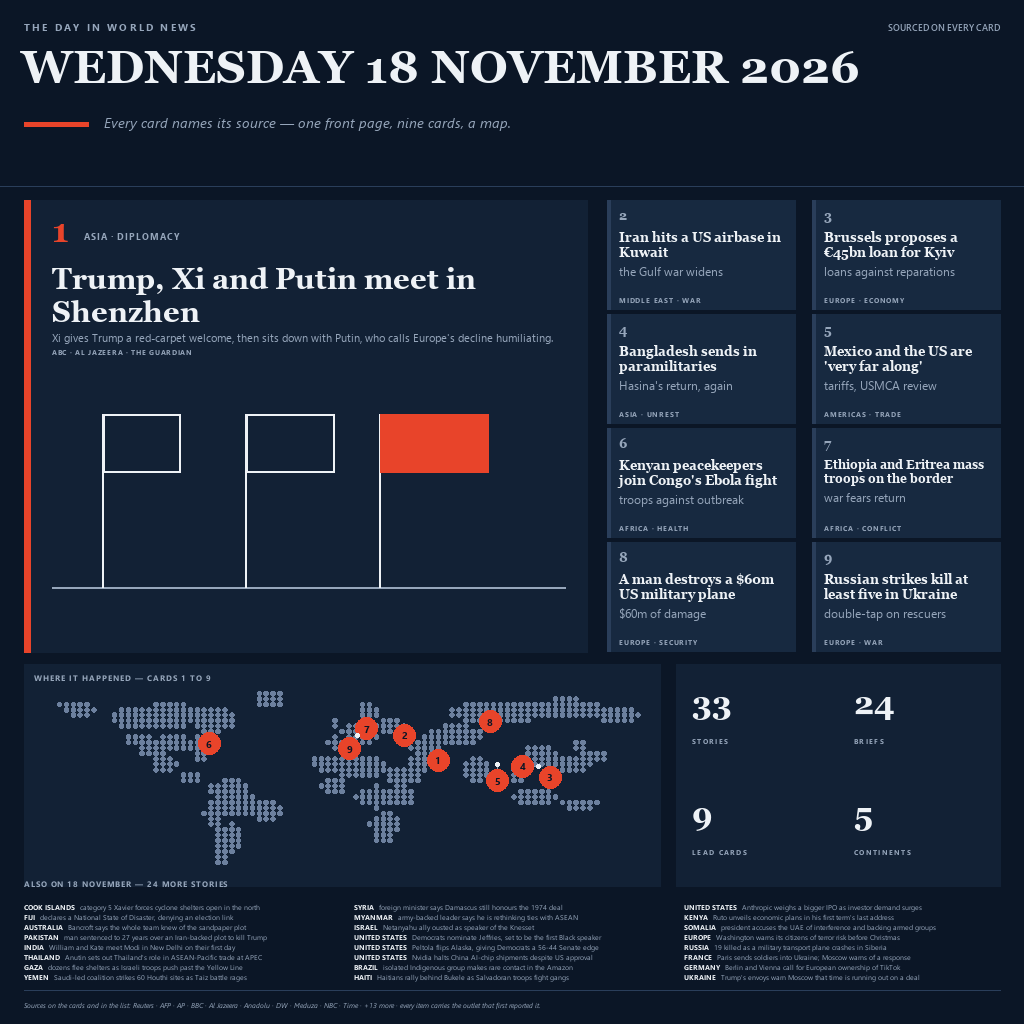 THE DAY IN WORLD NEWS
SOURCED ON EVERY CARD
WEDNESDAY 18 NOVEMBER 2026
Every card names its source — one front page, nine cards, a map.
1 ASIA · DIPLOMACY
Trump, Xi and Putin meet in
Shenzhen
Xi gives Trump a red-carpet welcome, then sits down with Putin, who calls Europe's decline humiliating.
ABC · AL JAZEERA · THE GUARDIAN
2
Iran hits a US airbase in
Kuwait
the Gulf war widens
MIDDLE EAST · WAR
3
Brussels proposes a
€45bn loan for Kyiv
loans against reparations
EUROPE · ECONOMY
4
Bangladesh sends in
paramilitaries
Hasina's return, again
ASIA · UNREST
5
Mexico and the US are
'very far along'
tariffs, USMCA review
AMERICAS · TRADE
6
Kenyan peacekeepers
join Congo's Ebola fight
troops against outbreak
AFRICA · HEALTH
7
Ethiopia and Eritrea mass
troops on the border
war fears return
AFRICA · CONFLICT
8
A man destroys a $60m
US military plane
$60m of damage
EUROPE · SECURITY
9
Russian strikes kill at
least five in Ukraine
double-tap on rescuers
EUROPE · WAR
WHERE IT HAPPENED — CARDS 1 TO 9
6
9
7
2
1
8
5
4
3
33
STORIES
24
BRIEFS
9
LEAD CARDS
5
CONTINENTS
ALSO ON 18 NOVEMBER — 24 MORE STORIES
COOK ISLANDS category 5 Xavier forces cyclone shelters open in the north
FIJI declares a National State of Disaster, denying an election link
AUSTRALIA Bancroft says the whole team knew of the sandpaper plot
PAKISTAN man sentenced to 27 years over an Iran-backed plot to kill Trump
INDIA William and Kate meet Modi in New Delhi on their first day
THAILAND Anutin sets out Thailand's role in ASEAN-Pacific trade at APEC
GAZA dozens flee shelters as Israeli troops push past the Yellow Line
YEMEN Saudi-led coalition strikes 60 Houthi sites as Taiz battle rages
SYRIA foreign minister says Damascus still honours the 1974 deal
MYANMAR army-backed leader says he is rethinking ties with ASEAN
ISRAEL Netanyahu ally ousted as speaker of the Knesset
UNITED STATES Democrats nominate Jeffries, set to be the first Black speaker
UNITED STATES Peltola flips Alaska, giving Democrats a 56-44 Senate edge
UNITED STATES Nvidia halts China AI-chip shipments despite US approval
BRAZIL isolated Indigenous group makes rare contact in the Amazon
HAITI Haitians rally behind Bukele as Salvadoran troops fight gangs
UNITED STATES Anthropic weighs a bigger IPO as investor demand surges
KENYA Ruto unveils economic plans in his first term's last address
SOMALIA president accuses the UAE of interference and backing armed groups
EUROPE Washington warns its citizens of terror risk before Christmas
RUSSIA 19 killed as a military transport plane crashes in Siberia
FRANCE Paris sends soldiers into Ukraine; Moscow warns of a response
GERMANY Berlin and Vienna call for European ownership of TikTok
UKRAINE Trump's envoys warn Moscow that time is running out on a deal
Sources on the cards and in the list: Reuters · AFP · AP · BBC · Al Jazeera · Anadolu · DW · Meduza · NBC · Time · +13 more · every item carries the outlet that first reported it.